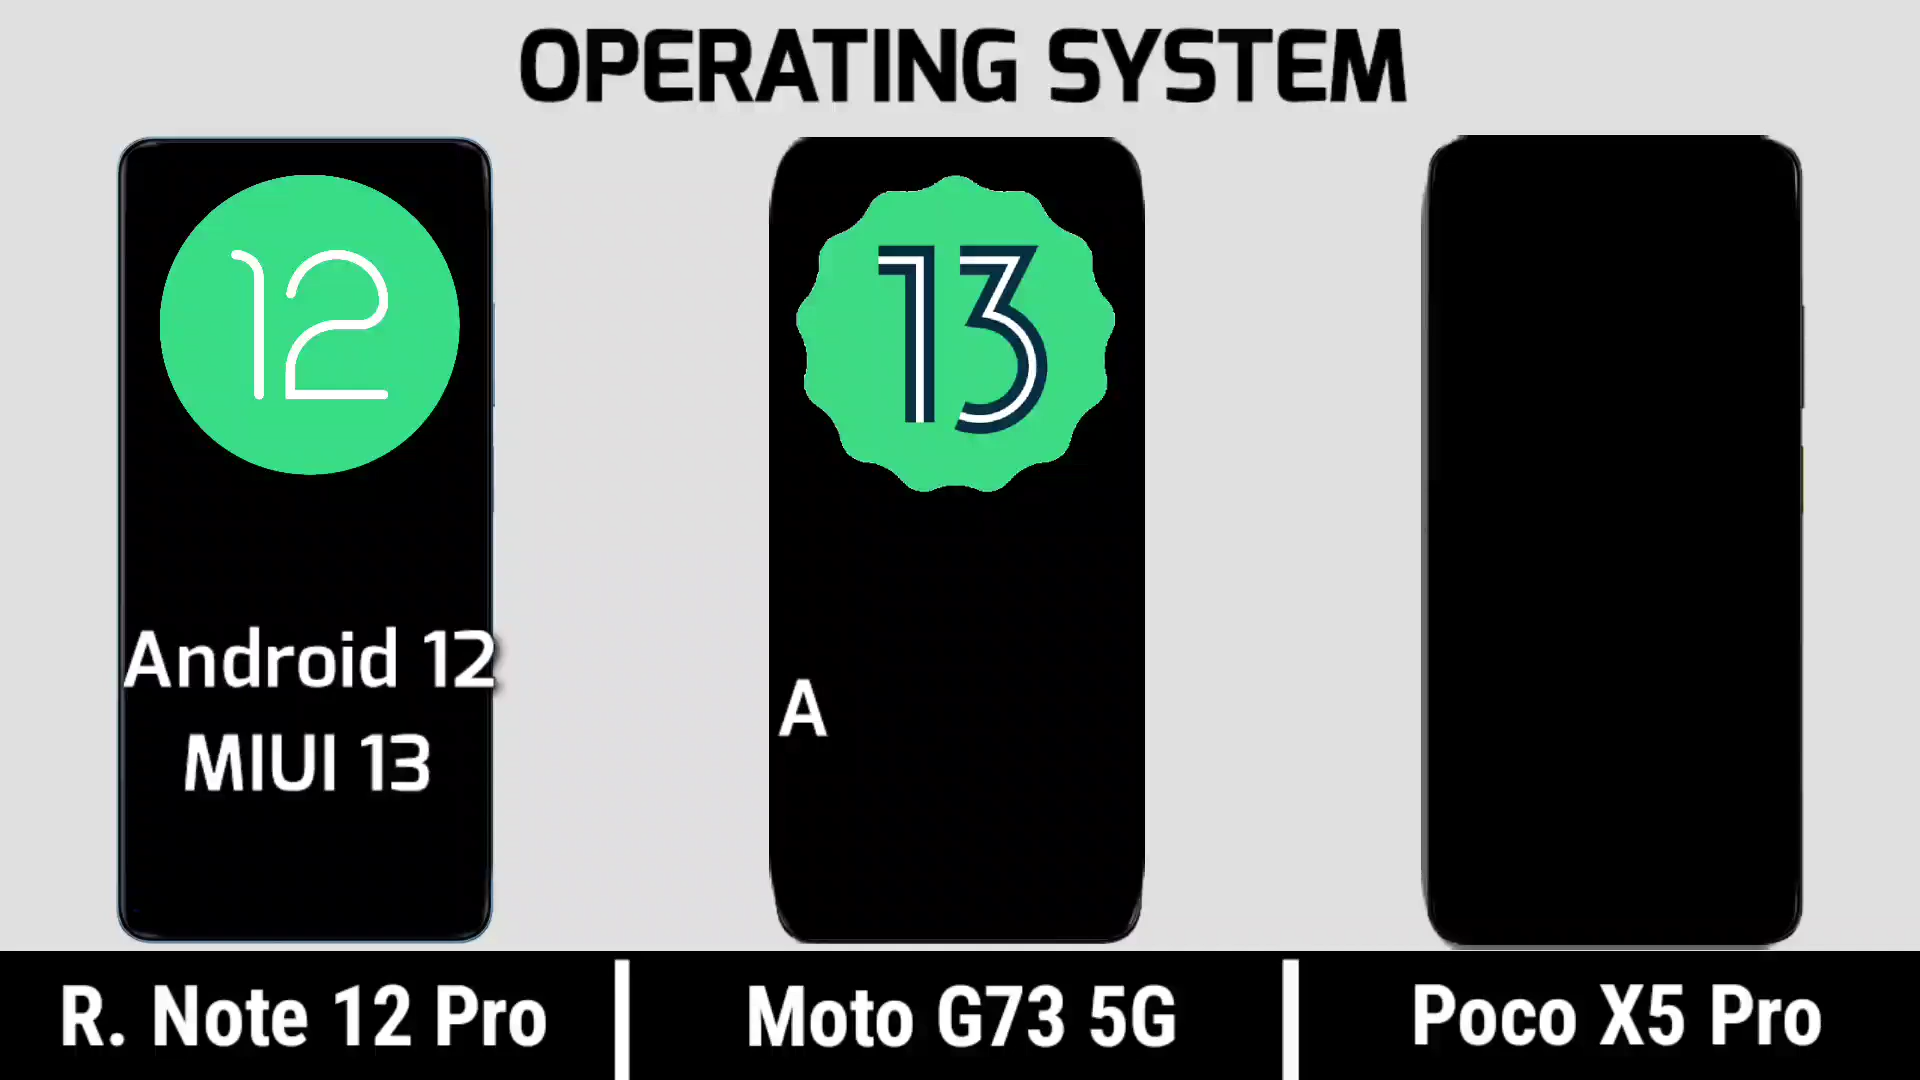 OPERATING SYSTEM
12
Android 12
MIUI 13
13
A
R. Note 12 Pro
Moto G73 5G
Poco X5 Pro